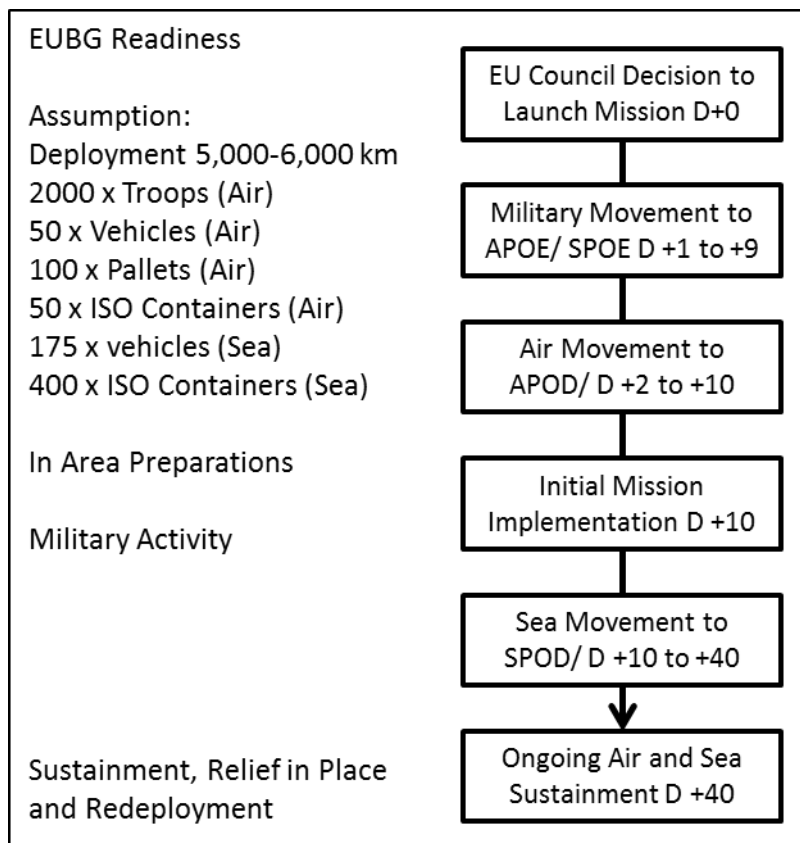 EUBG Readiness
Assumption:
Deployment 5,000-6,000 km
2000 x Troops (Air)
50 x Vehicles (Air)
100 x Pallets (Air)
50 x ISO Containers (Air)
175 x vehicles (Sea)
400 x ISO Containers (Sea)
In Area Preparations
Military Activity
Sustainment, Relief in Place
and Redeployment
EU Council Decision to
Launch Mission D+0
Military Movement to
APOE/ SPOE D +1 to +9
Air Movement to
APOD/ D +2 to +10
Initial Mission
Implementation D +10
Sea Movement to
SPOD/ D +10 to +40
Ongoing Air and Sea
Sustainment D +40